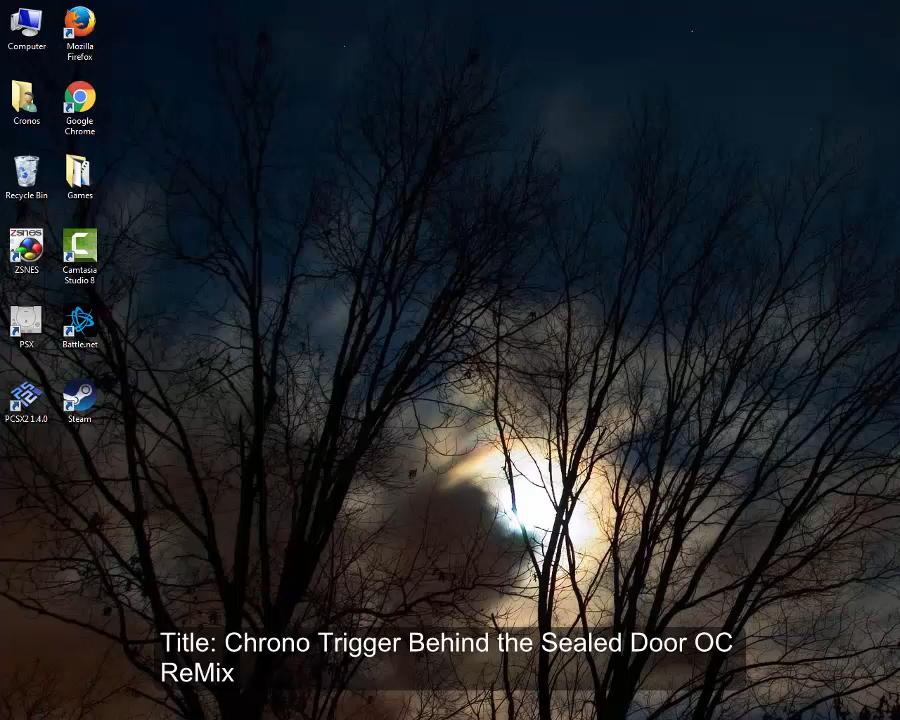 Computer
Mozilla
Firefox
Cronos
Google
Chrome
Recycle Bin
Games
ZSNES
ZSNES
Camtasia
Studio 8
PSX
Battle.net
PCSX2 1.4.0
Steam
Title: Chrono Trigger Behind the Sealed Door OC
ReMix